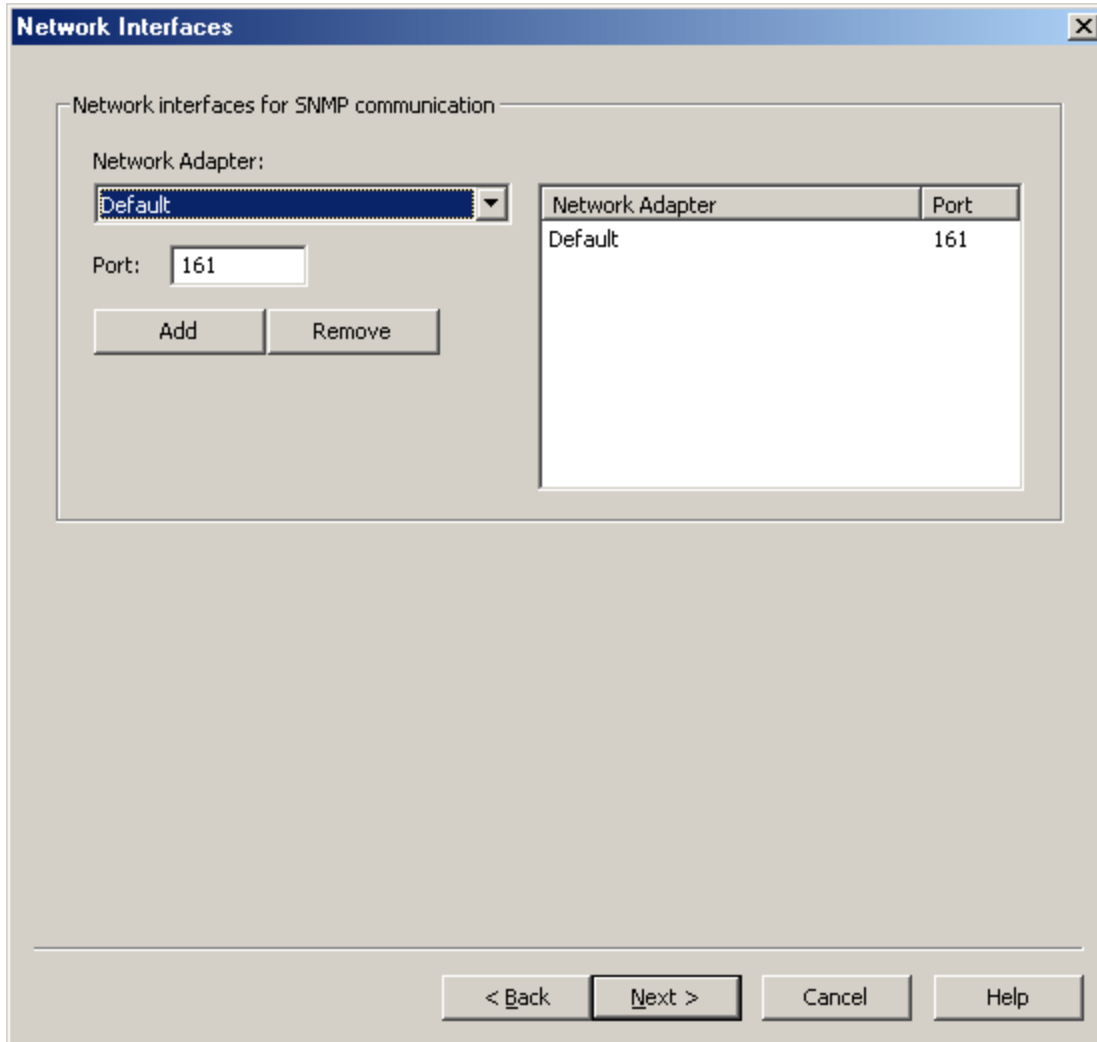 Network Interfaces
Network interfaces for SNMP communication
Network Adapter:
Default
Port: 161
Add Remove
Network Adapter Port
Default 161
< Back Next > Cancel Help